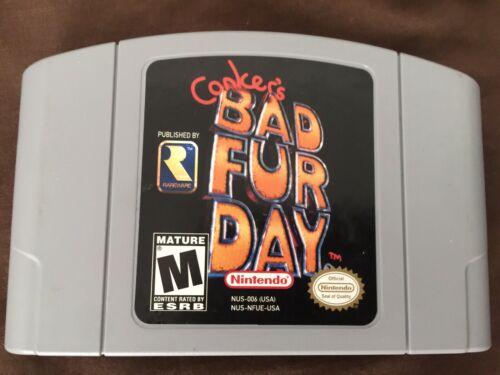 Conker's
BAD
FUR
DAY
TM
PUBLISHED BY
R
RAREWARE
MATURE
M
CONTENT RATED BY
ESRB
Nintendo
NUS-006 (USA)
NUS-NFUE-USA
Official
Nintendo
Seal of Quality